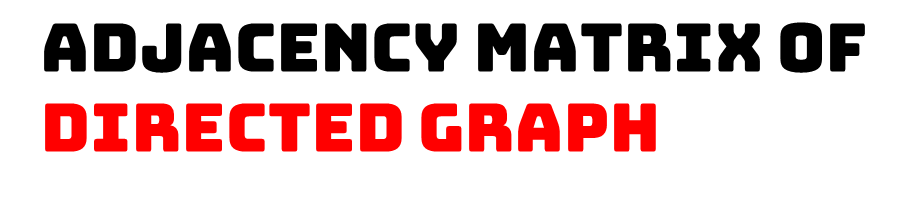 ADJACENCY MATRIX OF
DIRECTED GRAPH